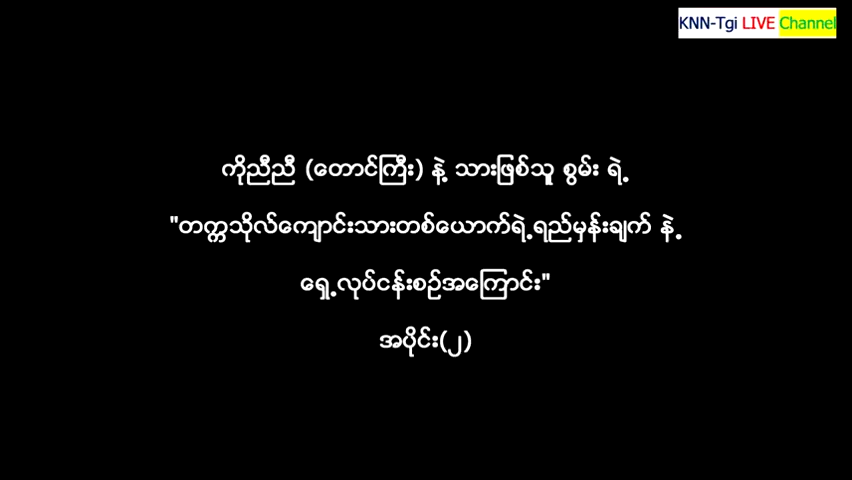 KNN-Tgi LIVE Channel
ကိုညီညီ (တောင်ကြီး) နဲ့ သားဖြစ်သူ စွမ်း ရဲ့
"တက္ကသိုလ်ကျောင်းသားတစ်ယောက်ရဲ့ရည်မှန်းချက် နဲ့
ရှေ့လုပ်ငန်းစဉ်အကြောင်း"
အပိုင်း(၂)